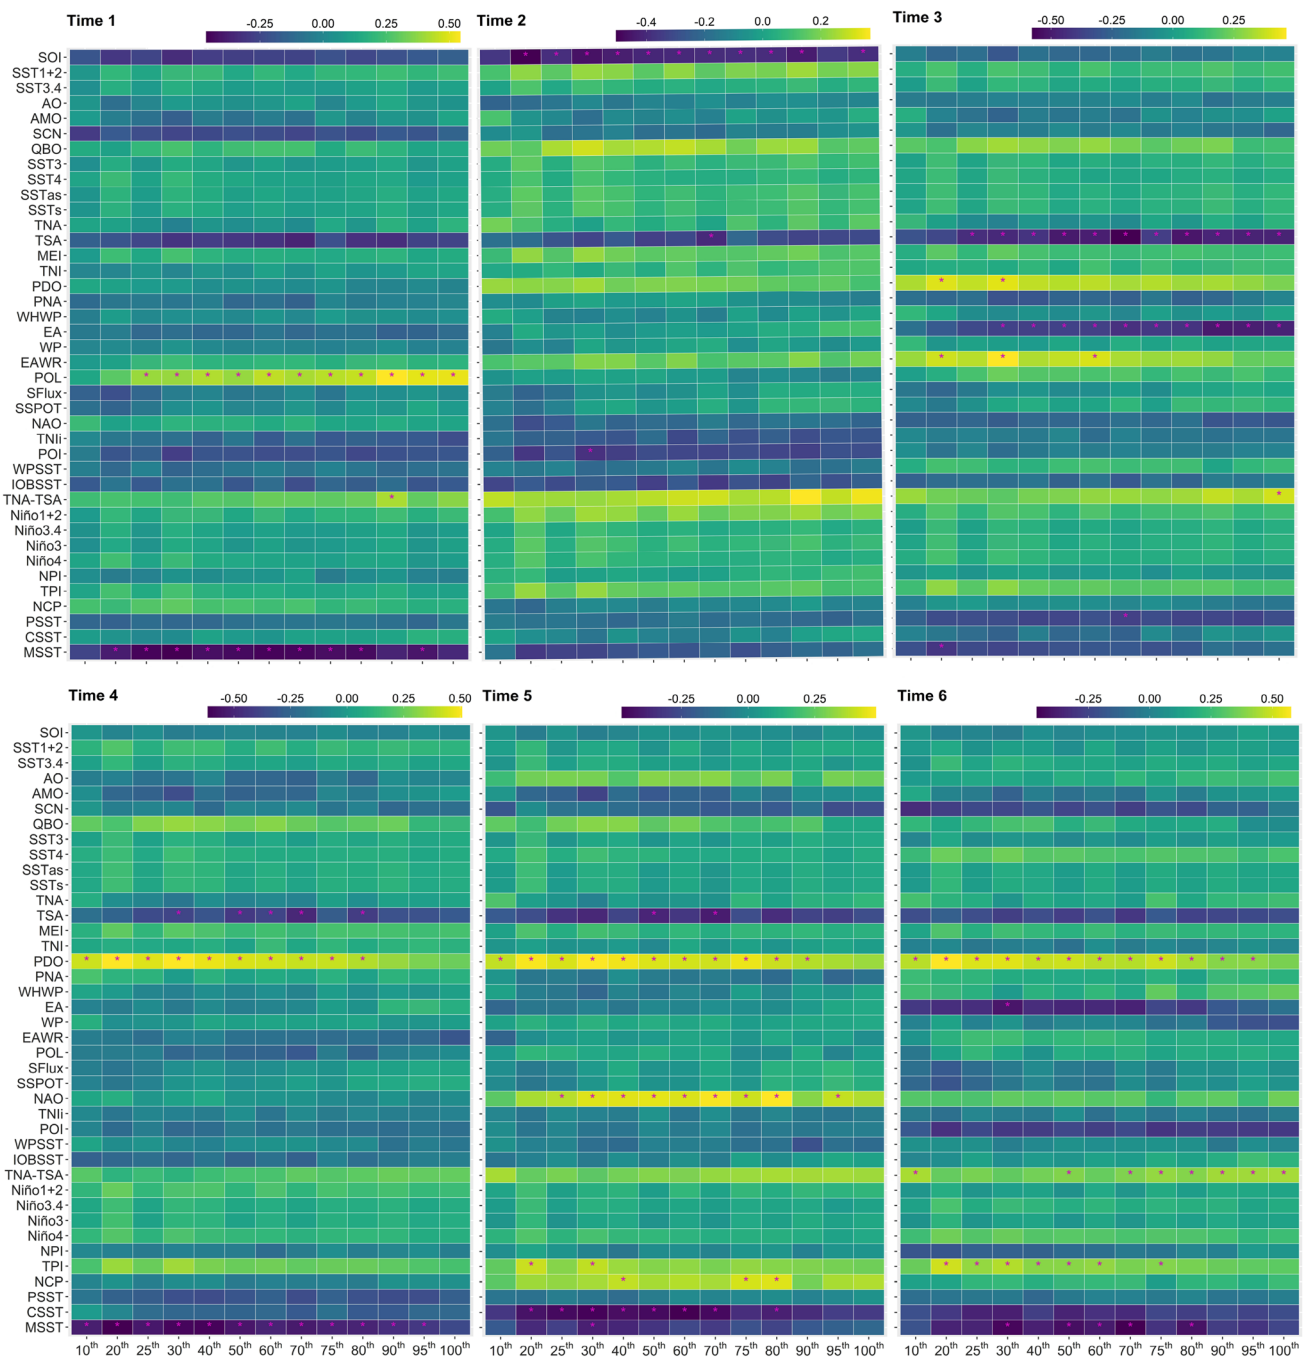 Time 1
-0.25 0.00 0.25 0.50
Time 2
-0.4 -0.2 0.0 0.2
Time 3
-0.50 -0.25 0.00 0.25
SOI
SST1+2
SST3.4
AO
AMO
SCN
QBO
SST3
SST4
SSTas
SSTs
TNA
TSA
MEI
TNI
PDO
PNA
WHWP
EA
WP
EAWR
POL
SFlux
SSPOT
NAO
TNIi
POI
WPSST
IOBSST
TNA-TSA
Niño1+2
Niño3.4
Niño3
Niño4
NPI
TPI
NCP
PSST
CSST
MSST
Time 4
-0.50 -0.25 0.00 0.25 0.50
Time 5
-0.25 0.00 0.25
Time 6
-0.25 0.00 0.25 0.50
SOI
SST1+2
SST3.4
AO
AMO
SCN
QBO
SST3
SST4
SSTas
SSTs
TNA
TSA
MEI
TNI
PDO
PNA
WHWP
EA
WP
EAWR
POL
SFlux
SSPOT
NAO
TNIi
POI
WPSST
IOBSST
TNA-TSA
Niño1+2
Niño3.4
Niño3
Niño4
NPI
TPI
NCP
PSST
CSST
MSST
10th 20th 25th 30th 40th 50th 60th 70th 75th 80th 90th 95th 100th
10th 20th 25th 30th 40th 50th 60th 70th 75th 80th 90th 95th 100th
10th 20th 25th 30th 40th 50th 60th 70th 75th 80th 90th 95th 100th